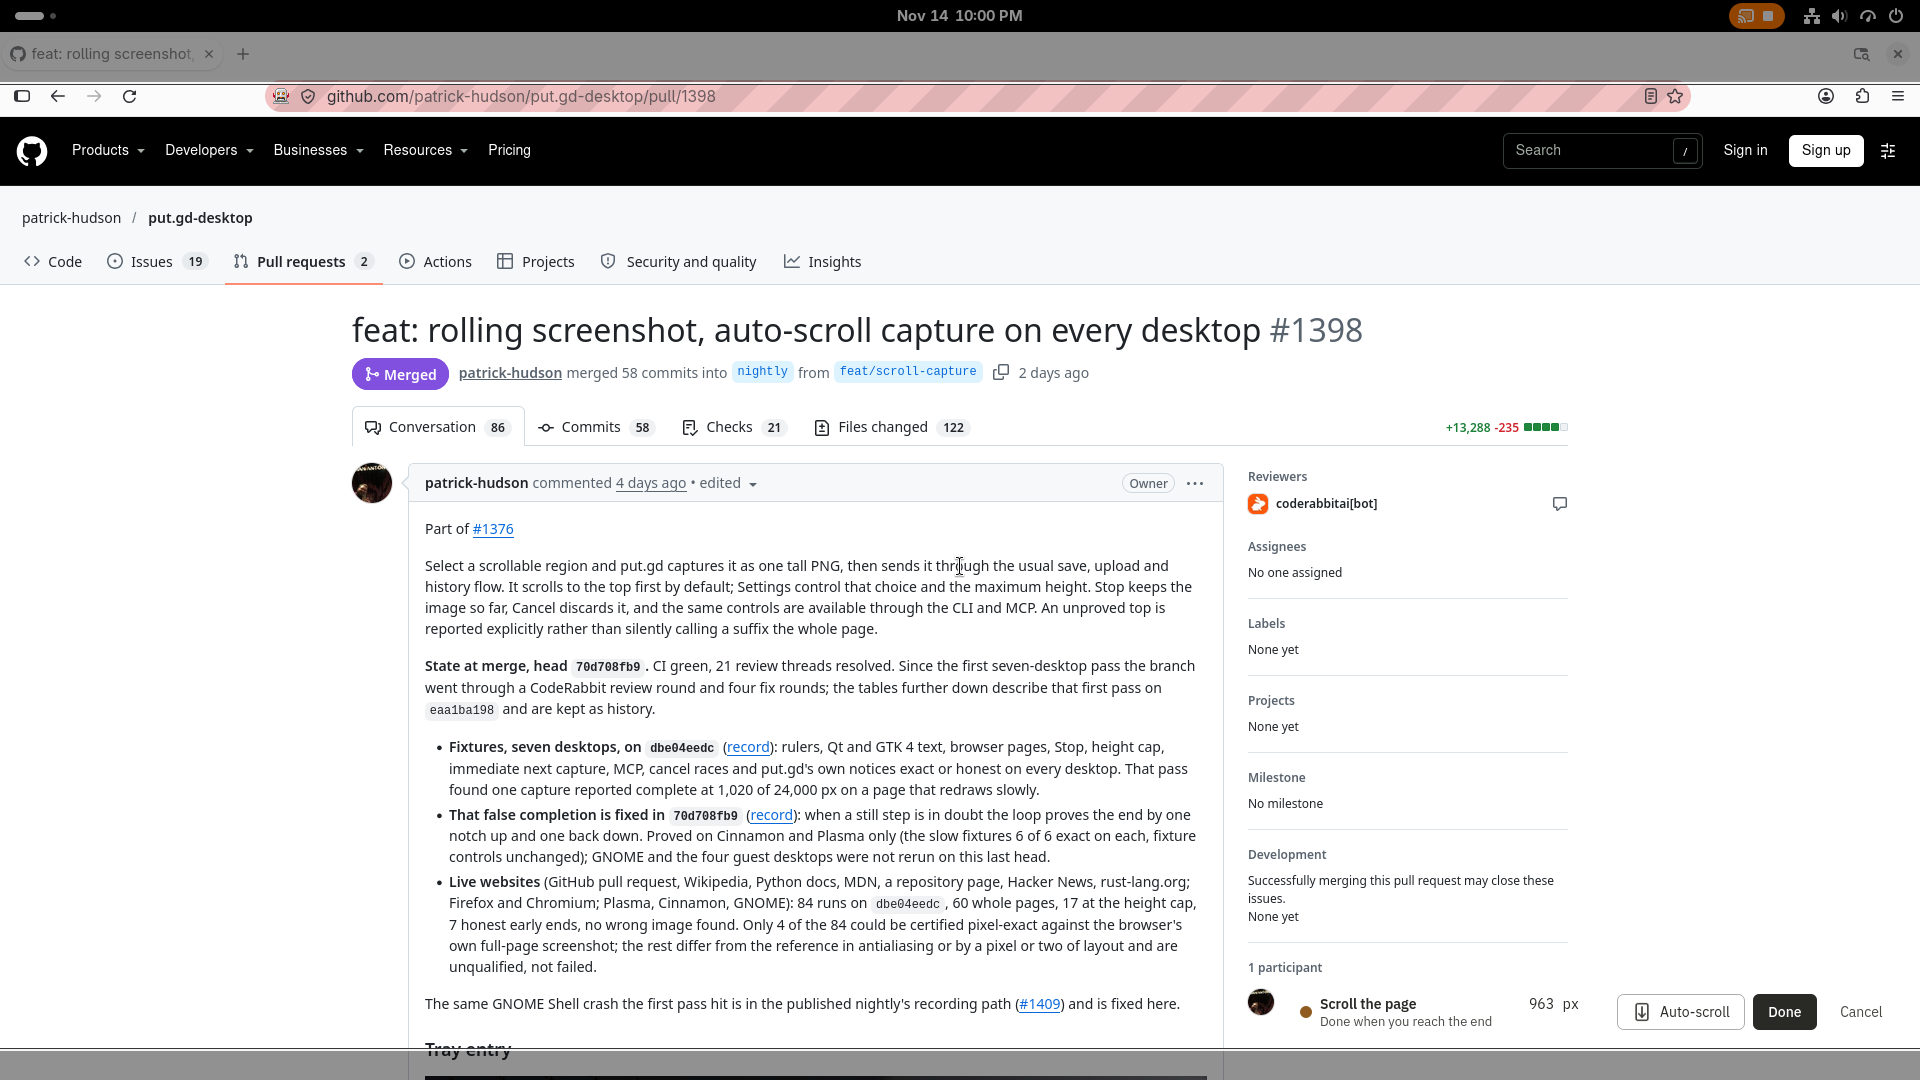 Nov 14 10:00 PM
feat: rolling screenshot,
github.com/patrick-hudson/put.gd-desktop/pull/1398
Products Developers Businesses Resources Pricing Search / Sign in Sign up
patrick-hudson / put.gd-desktop
Code Issues 19 Pull requests 2 Actions Projects Security and quality Insights
feat: rolling screenshot, auto-scroll capture on every desktop #1398
Merged patrick-hudson merged 58 commits into nightly from feat/scroll-capture 2 days ago
Conversation 86 Commits 58 Checks 21 Files changed 122 +13,288 -235
patrick-hudson commented 4 days ago • edited Owner
Part of #1376
Select a scrollable region and put.gd captures it as one tall PNG, then sends it through the usual save, upload and
history flow. It scrolls to the top first by default; Settings control that choice and the maximum height. Stop keeps the
image so far, Cancel discards it, and the same controls are available through the CLI and MCP. An unproved top is
reported explicitly rather than silently calling a suffix the whole page.
State at merge, head 70d708fb9 . CI green, 21 review threads resolved. Since the first seven-desktop pass the branch
went through a CodeRabbit review round and four fix rounds; the tables further down describe that first pass on
eaa1ba198 and are kept as history.
• Fixtures, seven desktops, on dbe04eedc (record): rulers, Qt and GTK 4 text, browser pages, Stop, height cap,
immediate next capture, MCP, cancel races and put.gd's own notices exact or honest on every desktop. That pass
found one capture reported complete at 1,020 of 24,000 px on a page that redraws slowly.
• That false completion is fixed in 70d708fb9 (record): when a still step is in doubt the loop proves the end by one
notch up and one back down. Proved on Cinnamon and Plasma only (the slow fixtures 6 of 6 exact on each, fixture
controls unchanged); GNOME and the four guest desktops were not rerun on this last head.
• Live websites (GitHub pull request, Wikipedia, Python docs, MDN, a repository page, Hacker News, rust-lang.org;
Firefox and Chromium; Plasma, Cinnamon, GNOME): 84 runs on dbe04eedc , 60 whole pages, 17 at the height cap,
7 honest early ends, no wrong image found. Only 4 of the 84 could be certified pixel-exact against the browser's
own full-page screenshot; the rest differ from the reference in antialiasing or by a pixel or two of layout and are
unqualified, not failed.
The same GNOME Shell crash the first pass hit is in the published nightly's recording path (#1409) and is fixed here.
Tray entry
Reviewers
coderabbitai[bot]
Assignees
No one assigned
Labels
None yet
Projects
None yet
Milestone
No milestone
Development
Successfully merging this pull request may close these
issues.
None yet
1 participant
Scroll the page 963 px Auto-scroll Done Cancel
Done when you reach the end